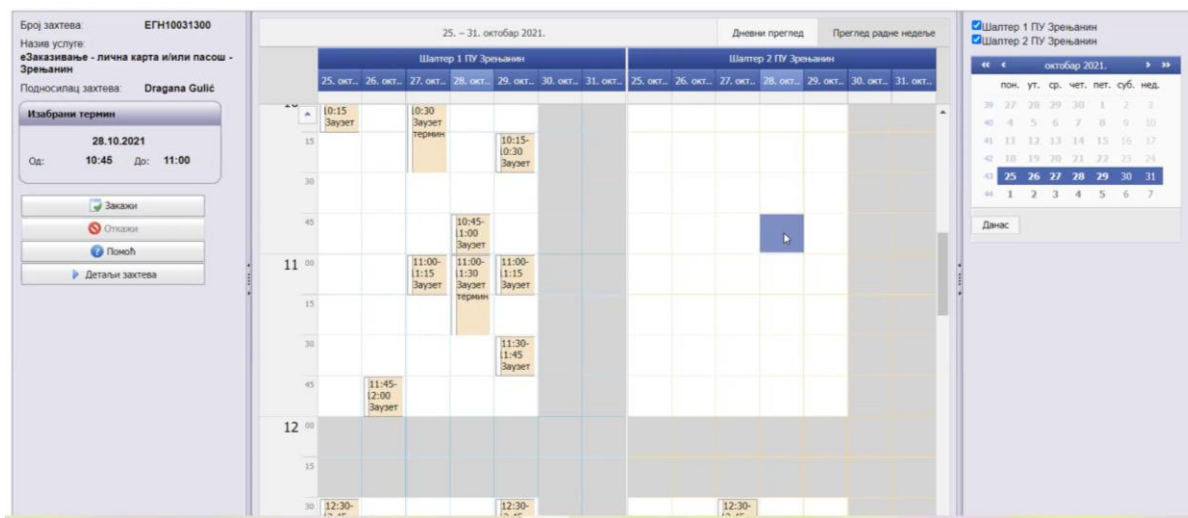 Број захтева: ЕГН10031300
Назив услуге:
еЗаказивање - лична карта и/или пасош -
Зрењанин
Подносилац захтева: Dragana Gulić
Изабрани термин
28.10.2021
Од: 10:45 До: 11:00
Закажи
Откажи
Помоћ
Детаљи захтева
25. – 31. октобар 2021.
Дневни преглед
Преглед радне недеље
Шалтер 1 ПУ Зрењанин
Шалтер 2 ПУ Зрењанин
25. окт... 26. окт... 27. окт... 28. окт... 29. окт... 30. окт... 31. окт... 25. окт... 26. окт... 27. окт... 28. окт... 29. окт... 30. окт... 31. окт...
10:15
Заузет
10:30
Заузет
термин
15
10:15-
10:30
Заузет
30
45
10:45-
11:00
Заузет
11 00
11:00-
11:15
Заузет
11:00-
11:30
Заузет
термин
11:00-
11:15
Заузет
15
30
11:30-
11:45
Заузет
45
11:45-
12:00
Заузет
12 00
15
30
12:30-
12:30-
12:30-
Шалтер 1 ПУ Зрењанин
Шалтер 2 ПУ Зрењанин
октобар 2021.
пон. ут. ср. чет. пет. суб. нед.
39 27 28 29 30 1 2 3
40 4 5 6 7 8 9 10
41 11 12 13 14 15 16 17
42 18 19 20 21 22 23 24
43 25 26 27 28 29 30 31
44 1 2 3 4 5 6 7
Данас